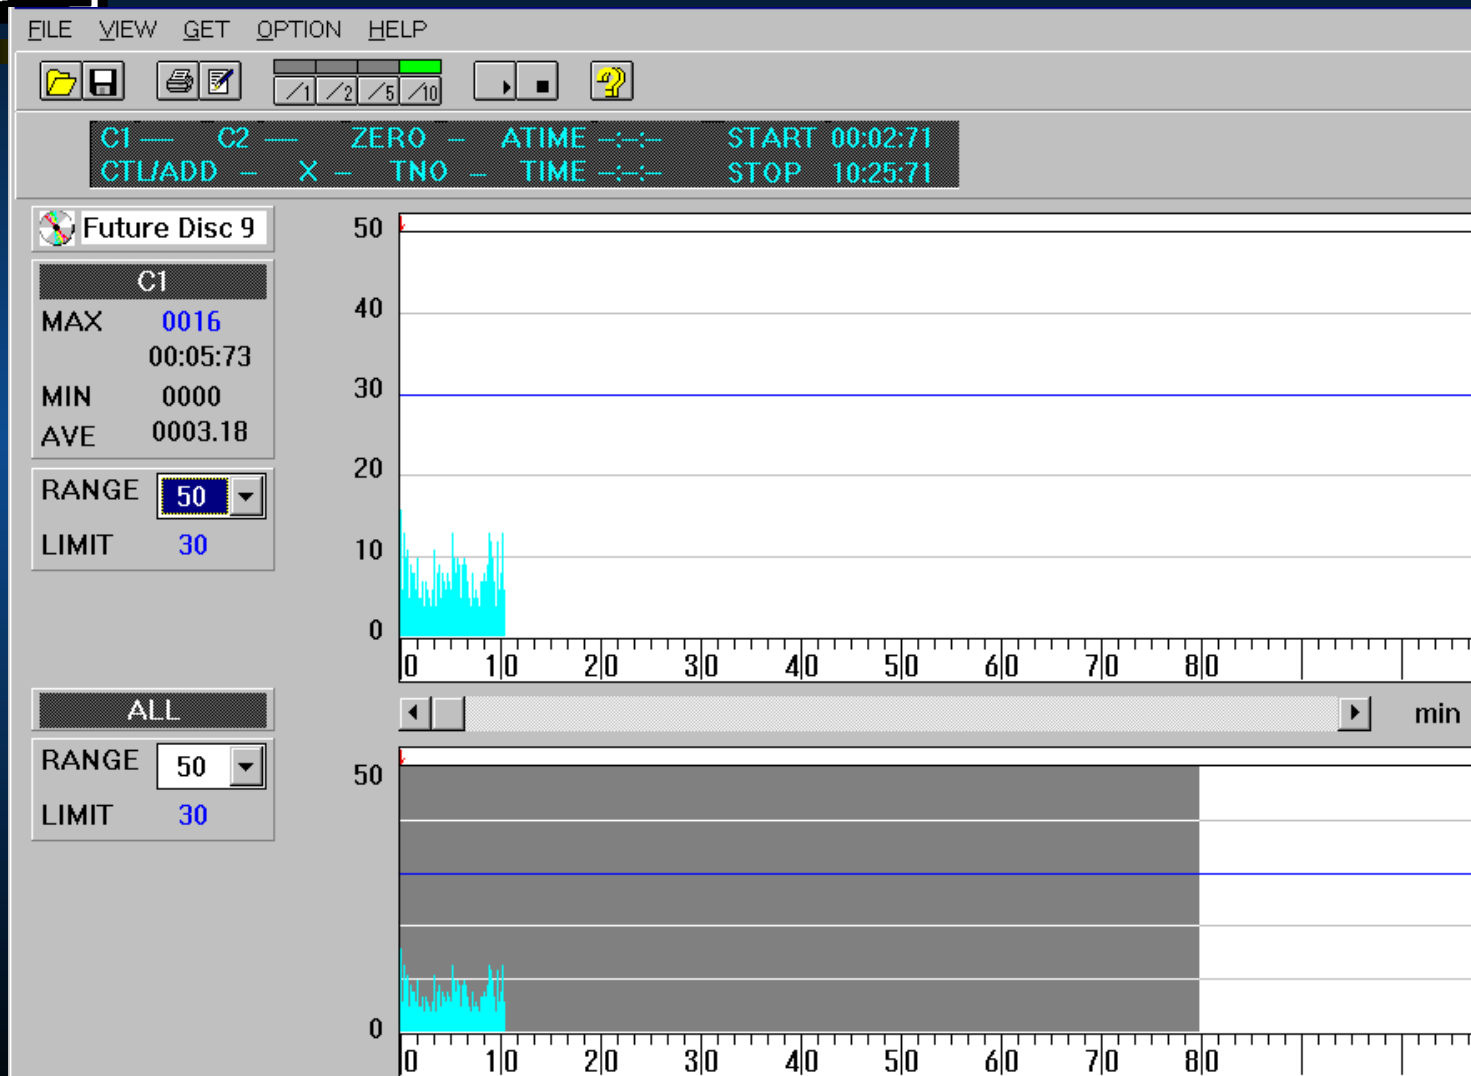 FILE VIEW GET OPTION HELP
/1 /2 /5 /10
C1 –– C2 –– ZERO – ATIME –:–:– START 00:02:71
CTL/ADD – X – TNO – TIME –:–:– STOP 10:25:71
Future Disc 9
C1
MAX 0016
00:05:73
MIN 0000
AVE 0003.18
RANGE 50
LIMIT 30
50
40
30
20
10
0
0 10 20 30 40 50 60 70 80
min
ALL
RANGE 50
LIMIT 30
50
0
0 10 20 30 40 50 60 70 80